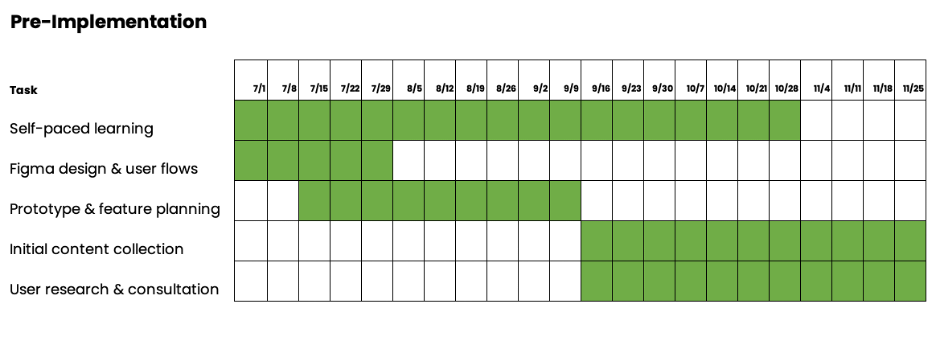 Pre-Implementation
Task 7/1 7/8 7/15 7/22 7/29 8/5 8/12 8/19 8/26 9/2 9/9 9/16 9/23 9/30 10/7 10/14 10/21 10/28 11/4 11/11 11/18 11/25
Self-paced learning
Figma design & user flows
Prototype & feature planning
Initial content collection
User research & consultation